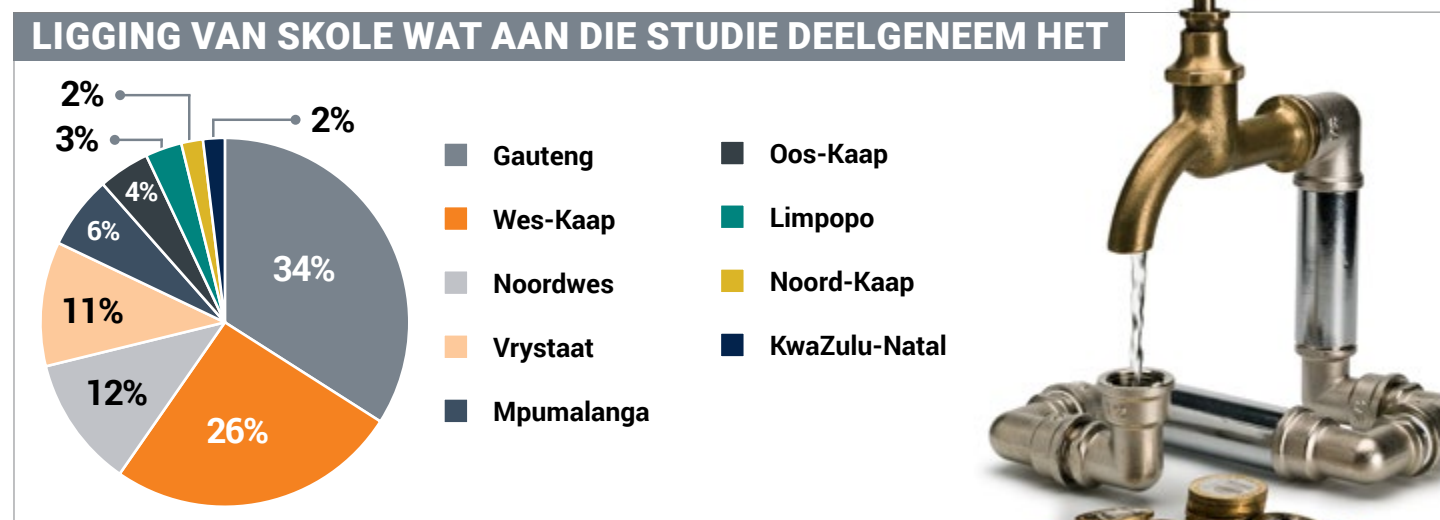 LIGGING VAN SKOLE WAT AAN DIE STUDIE DEELGENEEM HET
2%
3%
2%
4%
6%
34%
11%
12%
26%
Gauteng
Wes-Kaap
Noordwes
Vrystaat
Mpumalanga
Oos-Kaap
Limpopo
Noord-Kaap
KwaZulu-Natal